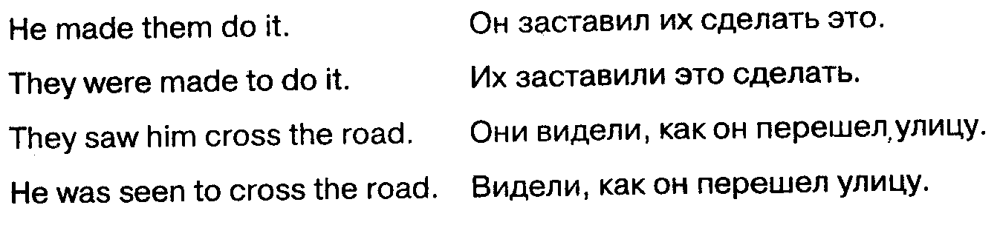 He made them do it. Он заставил их сделать это.
They were made to do it. Их заставили это сделать.
They saw him cross the road. Они видели, как он перешел улицу.
He was seen to cross the road. Видели, как он перешел улицу.